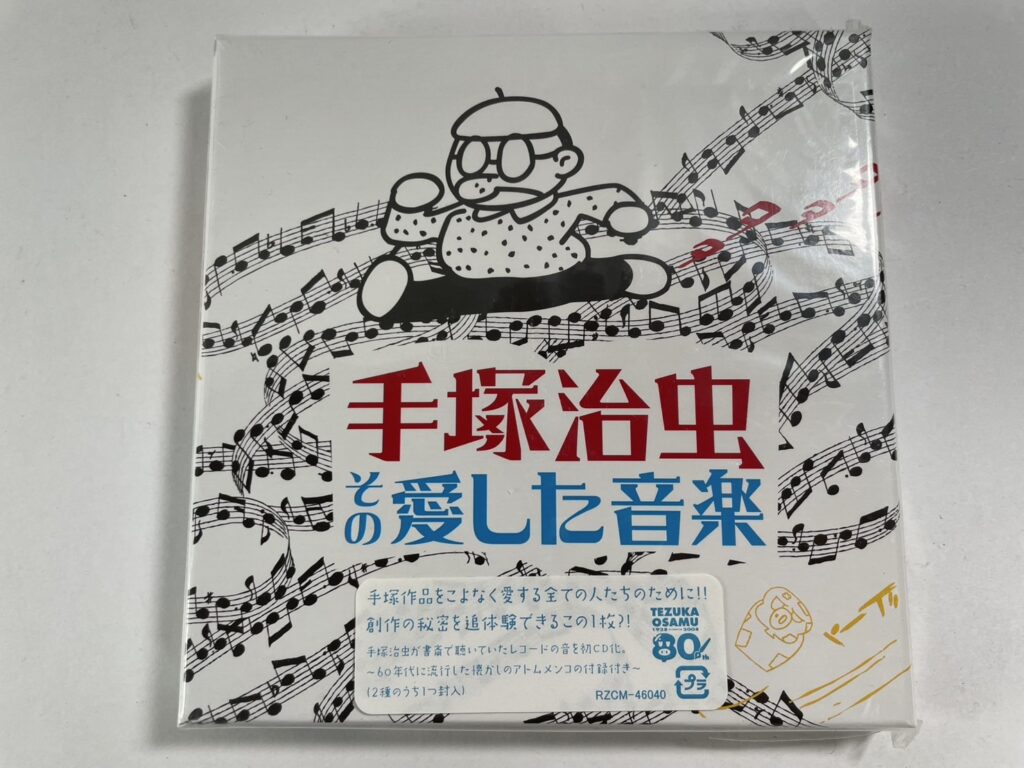 手塚治虫
その愛した音楽
手塚作品をこよなく愛する全ての人たちのために!!
創作の秘密を追体験できるこの1枚?!
手塚治虫が書斎で聴いていたレコードの音を初CD化。
～60年代に流行した懐かしのアトムメンコの付録付き～
(2種のうち1つ封入)
TEZUKA
OSAMU
1928-2008
80th
プラ
RZCM-46040